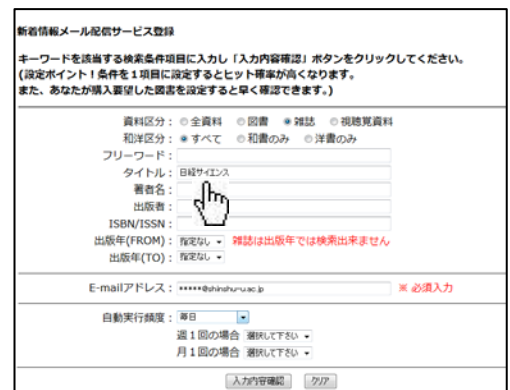 新着情報メール配信サービス登録
キーワードを該当する検索条件項目に入力し「入力内容確認」ボタンをクリックしてください。
(設定ポイント！条件を1項目に設定するとヒット確率が高くなります。
また、あなたが購入要望した図書を設定すると早く確認できます。)
資料区分： 全資料 図書 雑誌 視聴覚資料
和洋区分： すべて 和書のみ 洋書のみ
フリーワード：
タイトル： 日経サイエンス
著者名：
出版者：
ISBN/ISSN：
出版年(FROM)： 指定なし 雑誌は出版年では検索出来ません
出版年(TO)： 指定なし
E-mailアドレス： *****@shinshu-u.ac.jp ※ 必須入力
自動実行頻度： 毎日
週１回の場合 選択して下さい
月１回の場合 選択して下さい
入力内容確認 クリア